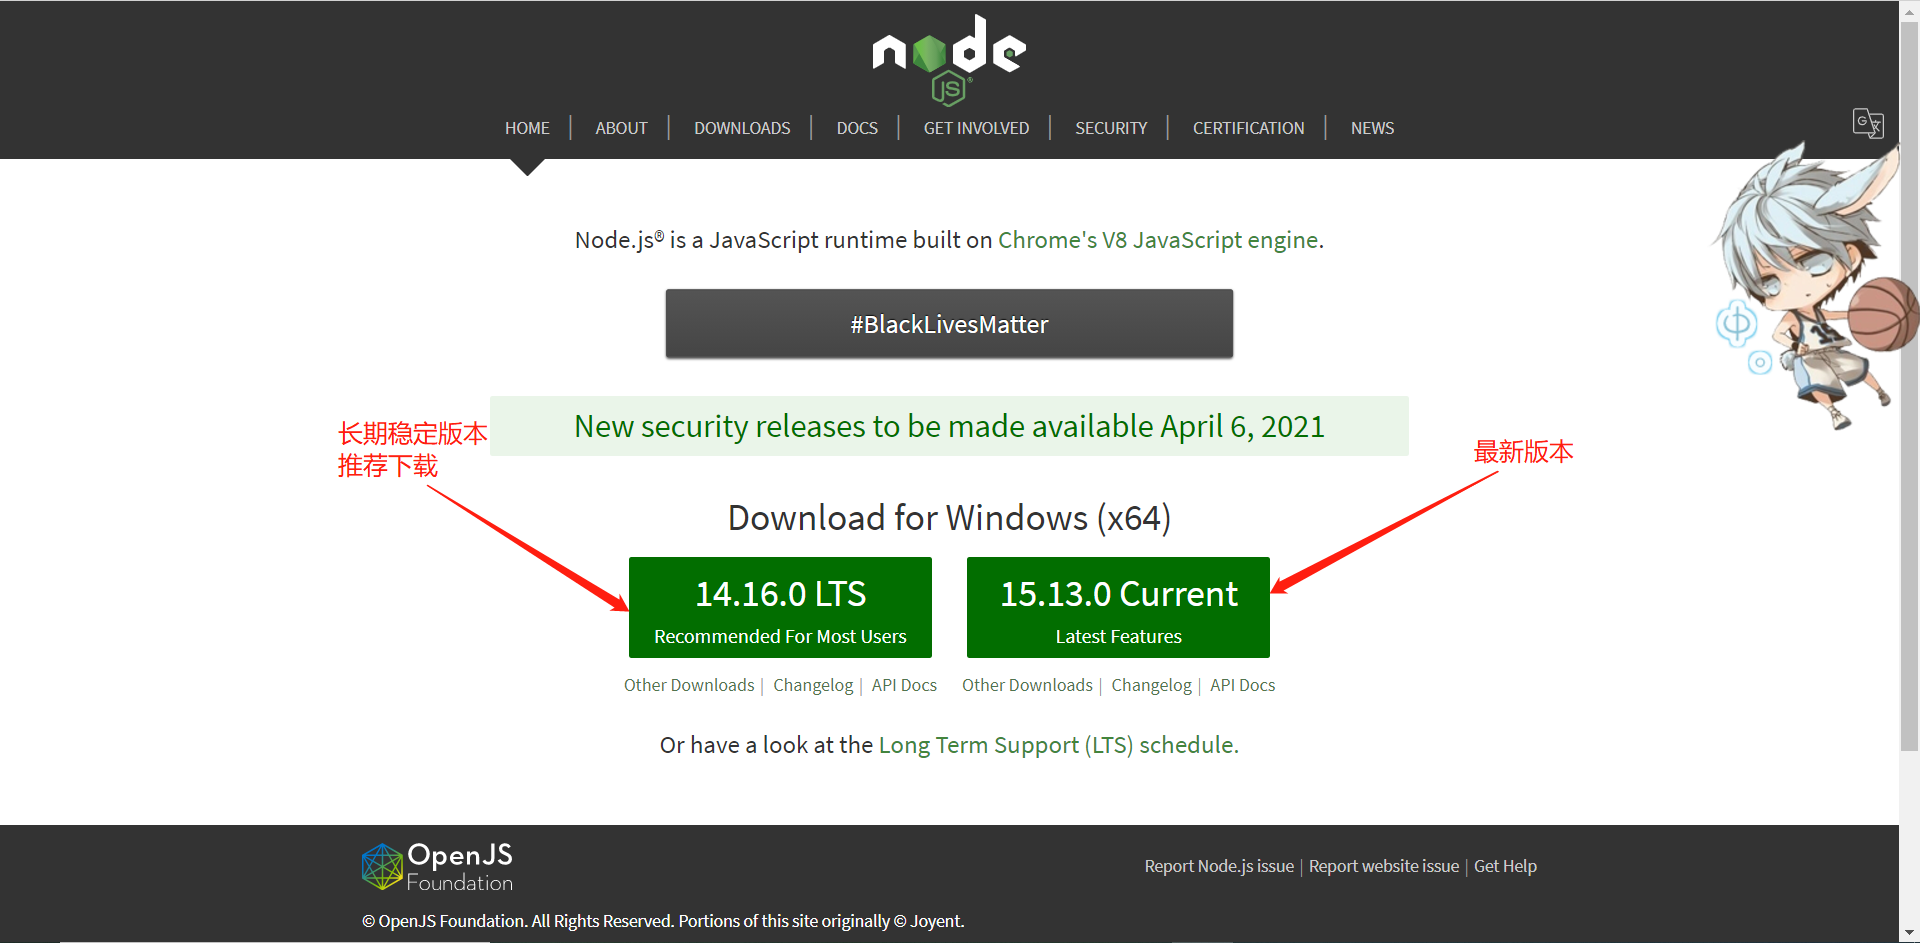 node
JS
HOME | ABOUT | DOWNLOADS | DOCS | GET INVOLVED | SECURITY | CERTIFICATION | NEWS
Node.js® is a JavaScript runtime built on Chrome's V8 JavaScript engine.
#BlackLivesMatter
New security releases to be made available April 6, 2021
长期稳定版本
推荐下载
最新版本
Download for Windows (x64)
14.16.0 LTS
Recommended For Most Users
15.13.0 Current
Latest Features
Other Downloads | Changelog | API Docs
Other Downloads | Changelog | API Docs
Or have a look at the Long Term Support (LTS) schedule.
OpenJS
Foundation
Report Node.js issue | Report website issue | Get Help
© OpenJS Foundation. All Rights Reserved. Portions of this site originally © Joyent.